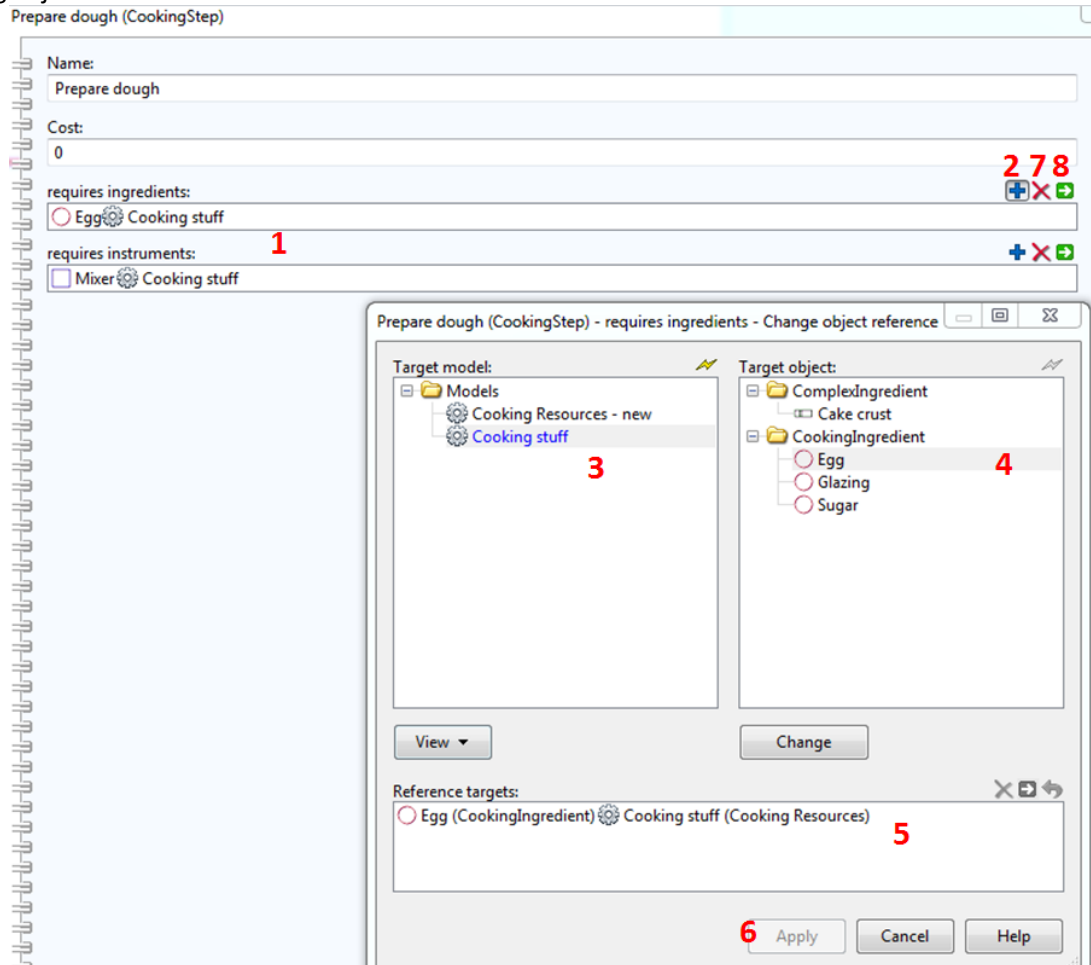 Prepare dough (CookingStep)
Name:
Prepare dough
Cost:
0
2 7 8
requires ingredients:
Egg Cooking stuff
1
requires instruments:
Mixer Cooking stuff
Prepare dough (CookingStep) - requires ingredients - Change object reference
Target model: Target object:
Models ComplexIngredient
Cooking Resources - new Cake crust
Cooking stuff CookingIngredient
3 Egg 4
Glazing
Sugar
View Change
Reference targets:
Egg (CookingIngredient) Cooking stuff (Cooking Resources)
5
6 Apply Cancel Help